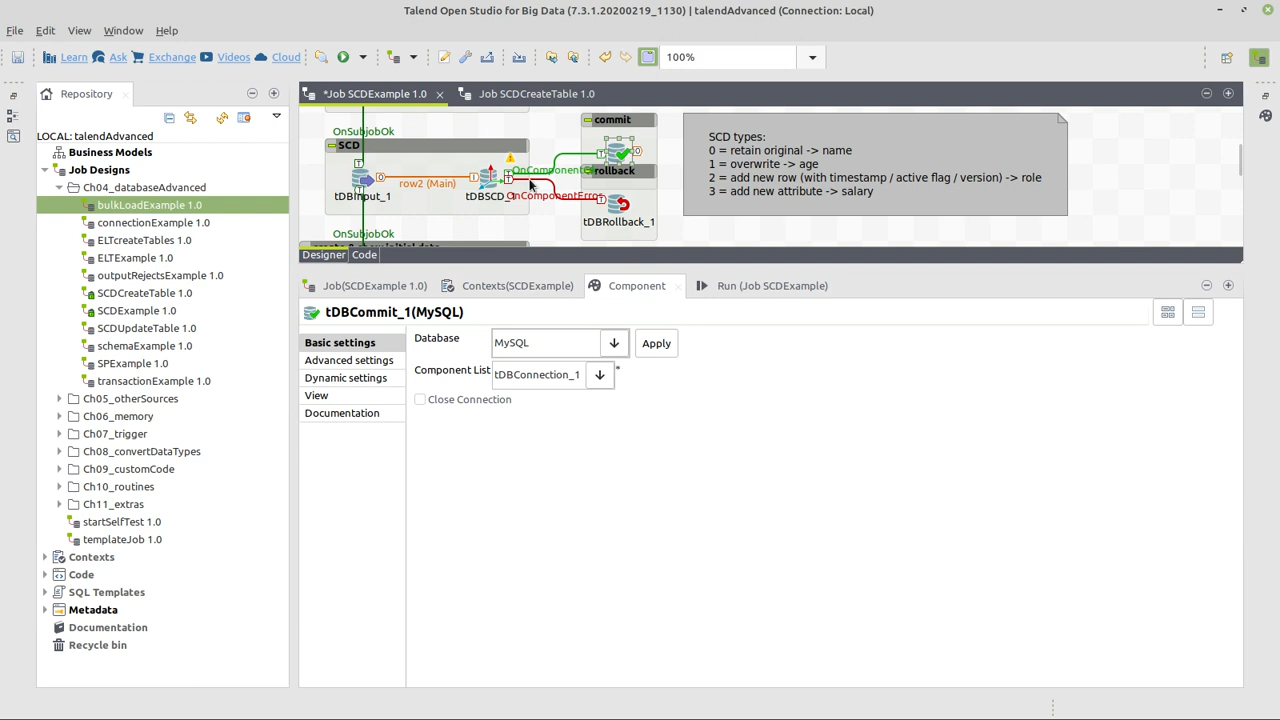 Talend Open Studio for Big Data (7.3.1.20200219_1130) | talendAdvanced (Connection: Local)
File Edit View Window Help
Learn Ask Exchange Videos Cloud 100%
Repository
LOCAL: talendAdvanced
Business Models
Job Designs
Ch04_databaseAdvanced
bulkLoadExample 1.0
connectionExample 1.0
ELTcreateTables 1.0
ELTExample 1.0
outputRejectsExample 1.0
SCDCreateTable 1.0
SCDExample 1.0
SCDUpdateTable 1.0
schemaExample 1.0
SPExample 1.0
transactionExample 1.0
Ch05_otherSources
Ch06_memory
Ch07_trigger
Ch08_convertDataTypes
Ch09_customCode
Ch10_routines
Ch11_extras
startSelfTest 1.0
templateJob 1.0
Contexts
Code
SQL Templates
Metadata
Documentation
Recycle bin
*Job SCDExample 1.0
Job SCDCreateTable 1.0
OnSubjobOk
SCD
row2 (Main)
tDBInput_1
OnSubjobOk
commit
rollback
OnComponentError
tDBRollback_1
SCD types:
0 = retain original -> name
1 = overwrite -> age
2 = add new row (with timestamp / active flag / version) -> role
3 = add new attribute -> salary
Designer Code
Job(SCDExample 1.0)
Contexts(SCDExample)
Component
Run (Job SCDExample)
tDBCommit_1(MySQL)
Basic settings
Advanced settings
Dynamic settings
View
Documentation
Database MySQL Apply
Component List tDBConnection_1 *
Close Connection